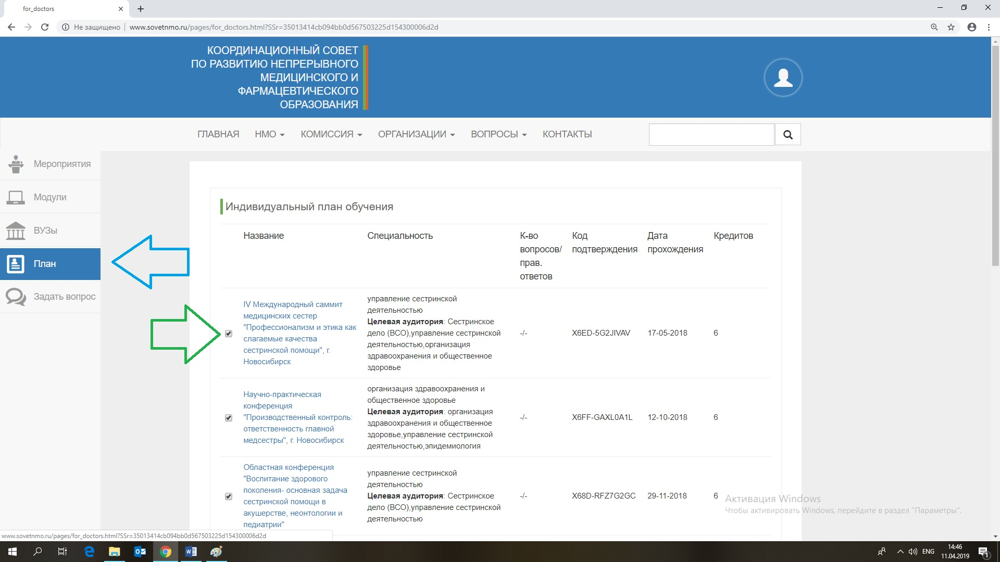 for_doctors
Не защищено
www.sovetnmo.ru/pages/for_doctors.html?SSr=35013414cb094bb0d567503225d154300006d2d
КООРДИНАЦИОННЫЙ СОВЕТ
ПО РАЗВИТИЮ НЕПРЕРЫВНОГО
МЕДИЦИНСКОГО И
ФАРМАЦЕВТИЧЕСКОГО
ОБРАЗОВАНИЯ
ГЛАВНАЯ НМО КОМИССИЯ ОРГАНИЗАЦИИ ВОПРОСЫ КОНТАКТЫ
Мероприятия
Модули
ВУЗы
План
Задать вопрос
Индивидуальный план обучения
Название
Специальность
К-во
вопросов/
прав.
ответов
Код
подтверждения
Дата
прохождения
Кредитов
IV Международный саммит
медицинских сестер
"Профессионализм и этика как
слагаемые качества
сестринской помощи", г.
Новосибирск
управление сестринской
деятельностью
Целевая аудитория: Сестринское
дело (ВСО),управление сестринской
деятельностью,организация
здравоохранения и общественное
здоровье
-/-
X6ED-5G2JIVAV
17-05-2018
6
Научно-практическая
конференция
"Производственный контроль:
ответственность главной
медсестры", г. Новосибирск
организация здравоохранения и
общественное здоровье
Целевая аудитория: организация
здравоохранения и общественное
здоровье,управление сестринской
деятельностью,эпидемиология
-/-
X6FF-GAXL0A1L
12-10-2018
6
Областная конференция
"Воспитание здорового
поколения- основная задача
сестринской помощи в
акушерстве, неонтологии и
педиатрии"
управление сестринской
деятельностью
Целевая аудитория: Сестринское
дело (ВСО),управление сестринской
деятельностью
-/-
X68D-RFZ7G2GC
29-11-2018
6
Активация Windows
Чтобы активировать Windows, перейдите в раздел "Параметры".
www.sovetnmo.ru/pages/for_doctors.html?SSr=35013414cb094bb0d567503225d154300006d2d
ENG
14:46
11.04.2019
1